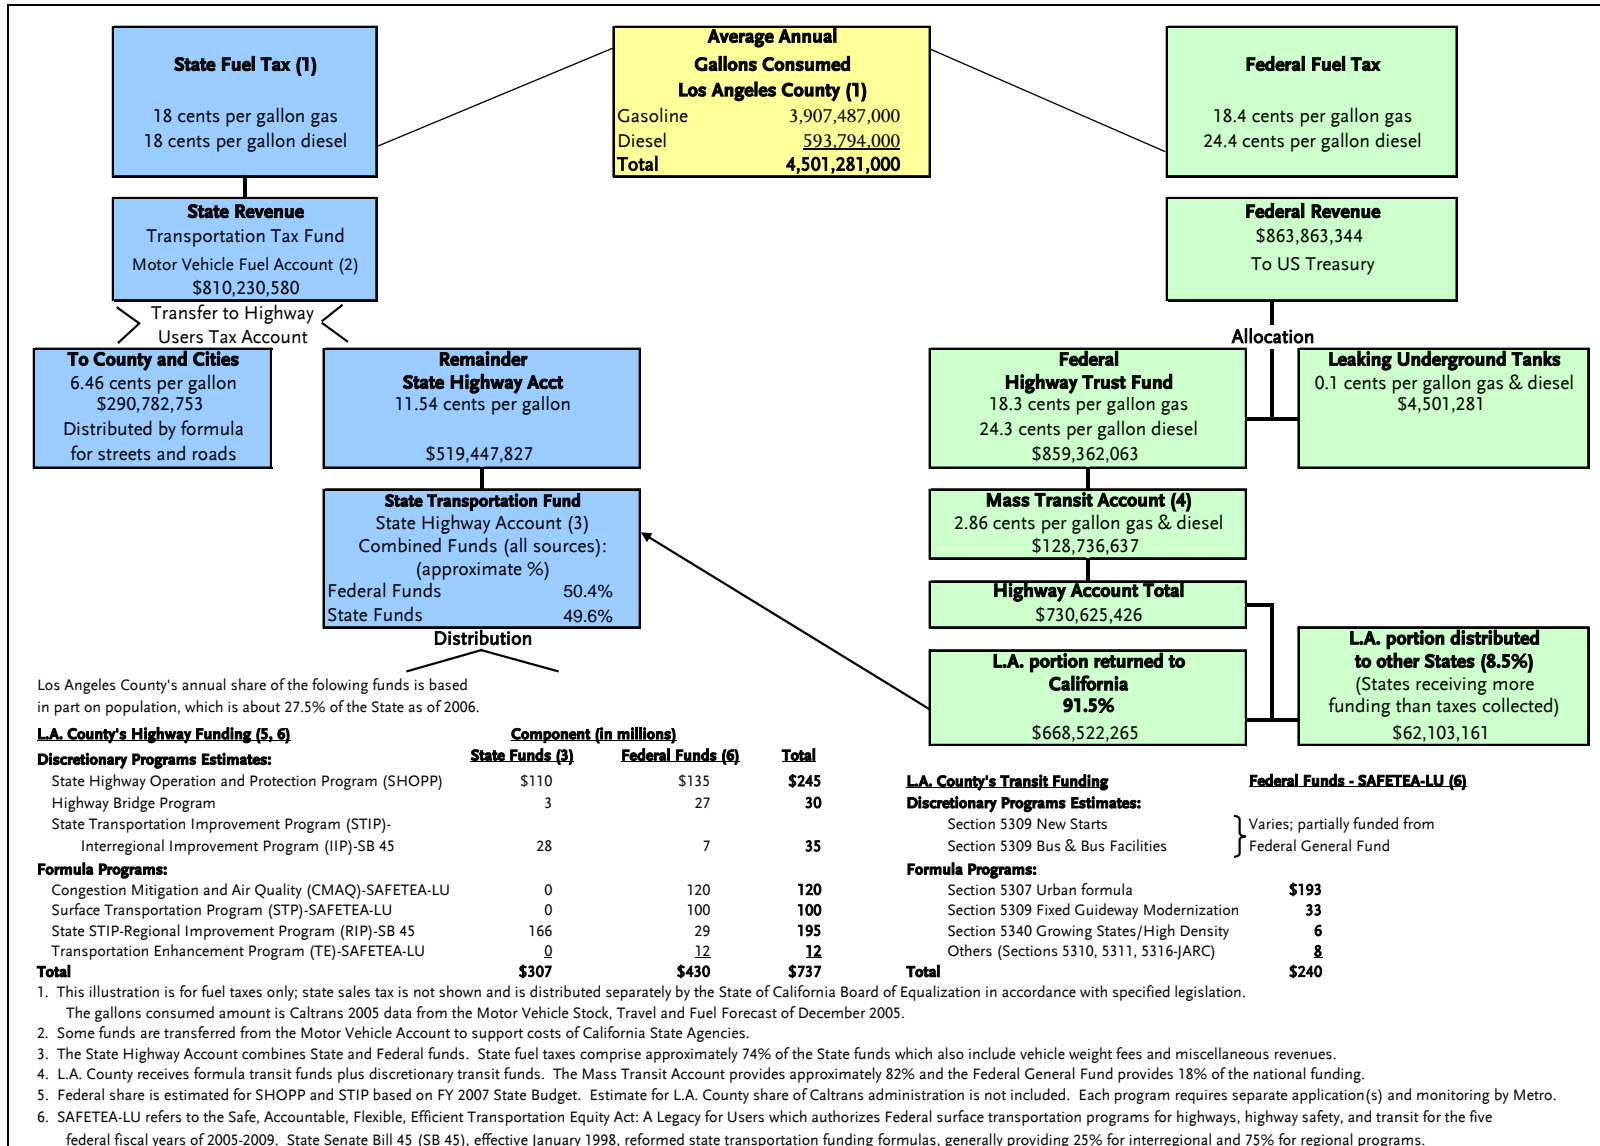 State Fuel Tax (1)
18 cents per gallon gas
18 cents per gallon diesel
Average Annual
Gallons Consumed
Los Angeles County (1)
Gasoline 3,907,487,000
Diesel 593,794,000
Total 4,501,281,000
Federal Fuel Tax
18.4 cents per gallon gas
24.4 cents per gallon diesel
State Revenue
Transportation Tax Fund
Motor Vehicle Fuel Account (2)
$810,230,580
Federal Revenue
$863,863,344
To US Treasury
Transfer to Highway
Users Tax Account
Allocation
To County and Cities
6.46 cents per gallon
$290,782,753
Distributed by formula
for streets and roads
Remainder
State Highway Acct
11.54 cents per gallon
$519,447,827
Federal
Highway Trust Fund
18.3 cents per gallon gas
24.3 cents per gallon diesel
$859,362,063
Leaking Underground Tanks
0.1 cents per gallon gas & diesel
$4,501,281
State Transportation Fund
State Highway Account (3)
Combined Funds (all sources):
(approximate %)
Federal Funds 50.4%
State Funds 49.6%
Mass Transit Account (4)
2.86 cents per gallon gas & diesel
$128,736,637
Highway Account Total
$730,625,426
Distribution
L.A. portion returned to
California
91.5%
$668,522,265
L.A. portion distributed
to other States (8.5%)
(States receiving more
funding than taxes collected)
$62,103,161
Los Angeles County's annual share of the folowing funds is based
in part on population, which is about 27.5% of the State as of 2006.
L.A. County's Highway Funding (5, 6) Component (in millions)
Discretionary Programs Estimates: State Funds (3) Federal Funds (6) Total
State Highway Operation and Protection Program (SHOPP) $110 $135 $245
Highway Bridge Program 3 27 30
State Transportation Improvement Program (STIP)-
Interregional Improvement Program (IIP)-SB 45 28 7 35
Formula Programs:
Congestion Mitigation and Air Quality (CMAQ)-SAFETEA-LU 0 120 120
Surface Transportation Program (STP)-SAFETEA-LU 0 100 100
State STIP-Regional Improvement Program (RIP)-SB 45 166 29 195
Transportation Enhancement Program (TE)-SAFETEA-LU 0 12 12
Total $307 $430 $737
L.A. County's Transit Funding Federal Funds - SAFETEA-LU (6)
Discretionary Programs Estimates:
Section 5309 New Starts Varies; partially funded from
Section 5309 Bus & Bus Facilities Federal General Fund
Formula Programs:
Section 5307 Urban formula $193
Section 5309 Fixed Guideway Modernization 33
Section 5340 Growing States/High Density 6
Others (Sections 5310, 5311, 5316-JARC) 8
Total $240
1. This illustration is for fuel taxes only; state sales tax is not shown and is distributed separately by the State of California Board of Equalization in accordance with specified legislation.
The gallons consumed amount is Caltrans 2005 data from the Motor Vehicle Stock, Travel and Fuel Forecast of December 2005.
2. Some funds are transferred from the Motor Vehicle Account to support costs of California State Agencies.
3. The State Highway Account combines State and Federal funds. State fuel taxes comprise approximately 74% of the State funds which also include vehicle weight fees and miscellaneous revenues.
4. L.A. County receives formula transit funds plus discretionary transit funds. The Mass Transit Account provides approximately 82% and the Federal General Fund provides 18% of the national funding.
5. Federal share is estimated for SHOPP and STIP based on FY 2007 State Budget. Estimate for L.A. County share of Caltrans administration is not included. Each program requires separate application(s) and monitoring by Metro.
6. SAFETEA-LU refers to the Safe, Accountable, Flexible, Efficient Transportation Equity Act: A Legacy for Users which authorizes Federal surface transportation programs for highways, highway safety, and transit for the five
federal fiscal years of 2005-2009. State Senate Bill 45 (SB 45), effective January 1998, reformed state transportation funding formulas, generally providing 25% for interregional and 75% for regional programs.